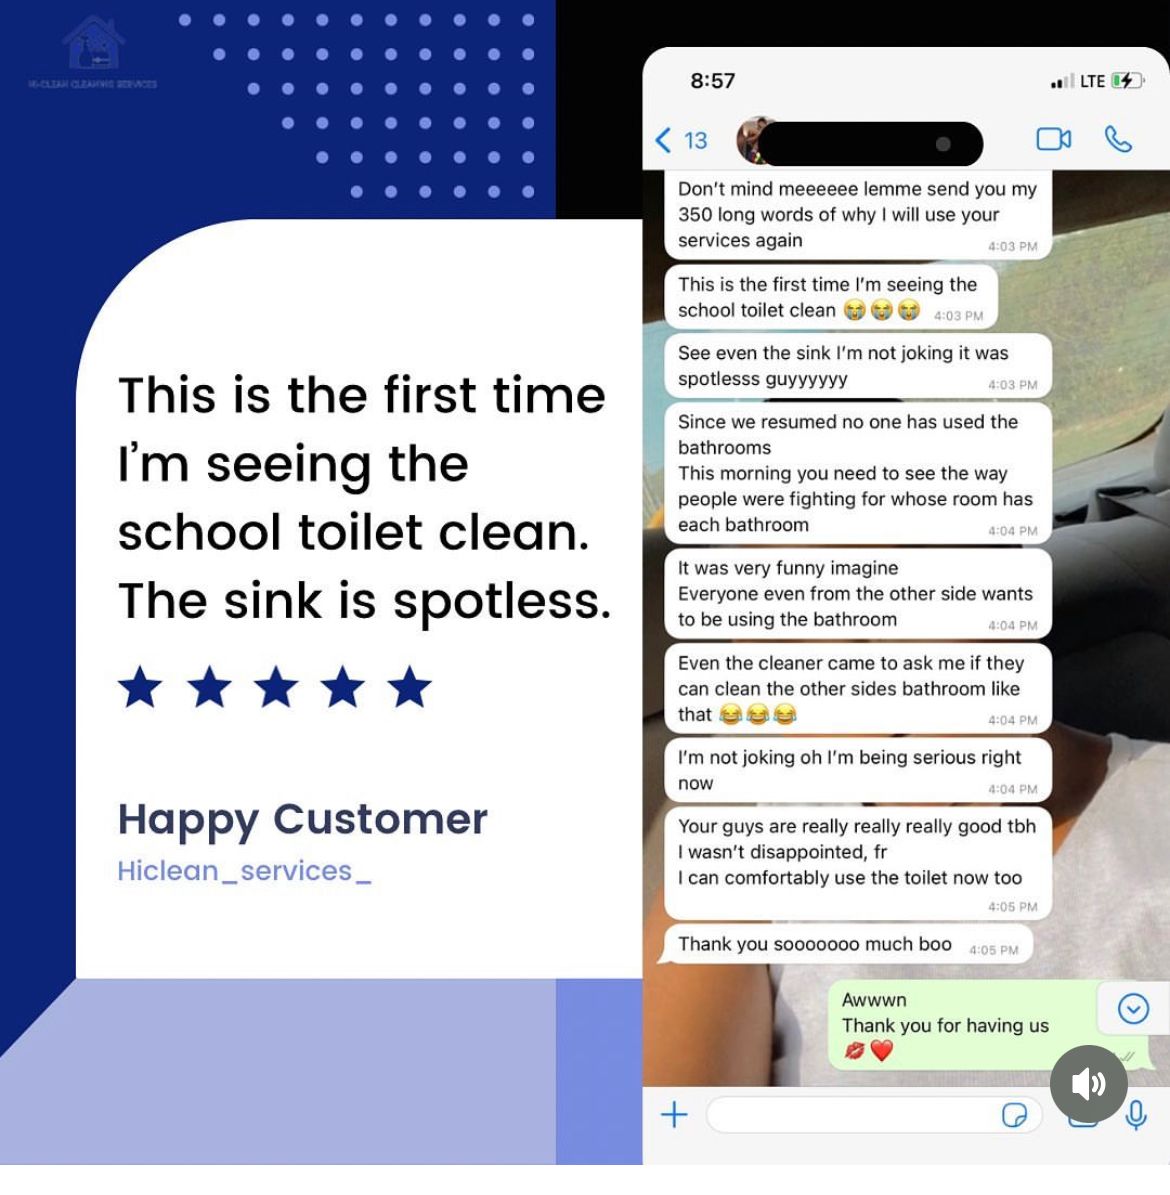 HI-CLEAN CLEANING SERVICES
This is the first time
I'm seeing the
school toilet clean.
The sink is spotless.
Happy Customer
Hiclean_services_
8:57
LTE
13
Don't mind meeeeee lemme send you my
350 long words of why I will use your
services again
4:03 PM
This is the first time I'm seeing the
school toilet clean 😭😭😭 4:03 PM
See even the sink I'm not joking it was
spotlesss guyyyyyy 4:03 PM
Since we resumed no one has used the
bathrooms
This morning you need to see the way
people were fighting for whose room has
each bathroom 4:04 PM
It was very funny imagine
Everyone even from the other side wants
to be using the bathroom 4:04 PM
Even the cleaner came to ask me if they
can clean the other sides bathroom like
that 😂😂😂 4:04 PM
I'm not joking oh I'm being serious right
now 4:04 PM
Your guys are really really really good tbh
I wasn't disappointed, fr
I can comfortably use the toilet now too
4:05 PM
Thank you sooooooo much boo 4:05 PM
Awwwn
Thank you for having us
💋❤️